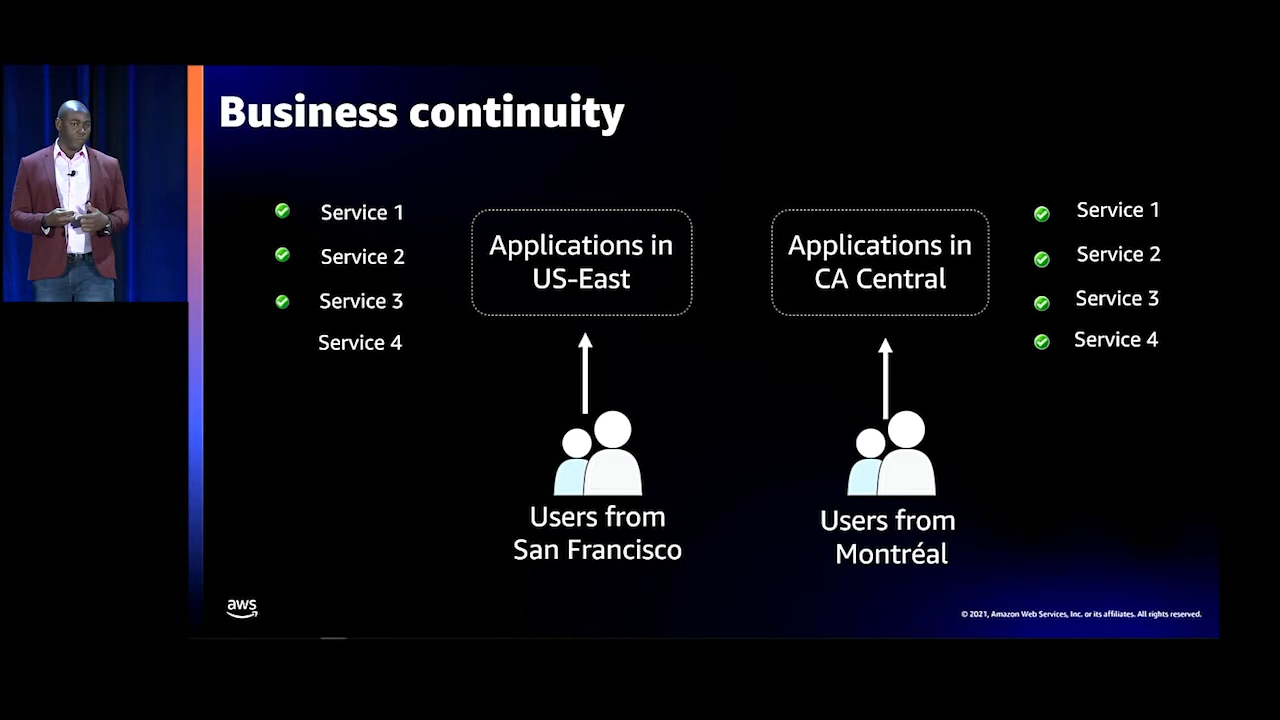 Business continuity
Service 1
Service 2
Service 3
Service 4
Applications in
US-East
Applications in
CA Central
Service 1
Service 2
Service 3
Service 4
Users from
San Francisco
Users from
Montréal
aws
© 2021, Amazon Web Services, Inc. or its affiliates. All rights reserved.